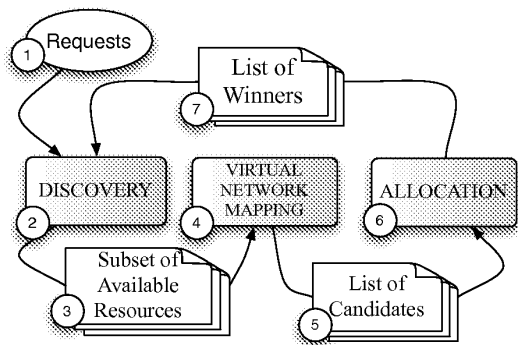 1
Requests
List of
Winners
7
DISCOVERY
2
VIRTUAL
NETWORK
MAPPING
4
ALLOCATION
6
Subset of
Available
Resources
3
List of
Candidates
5